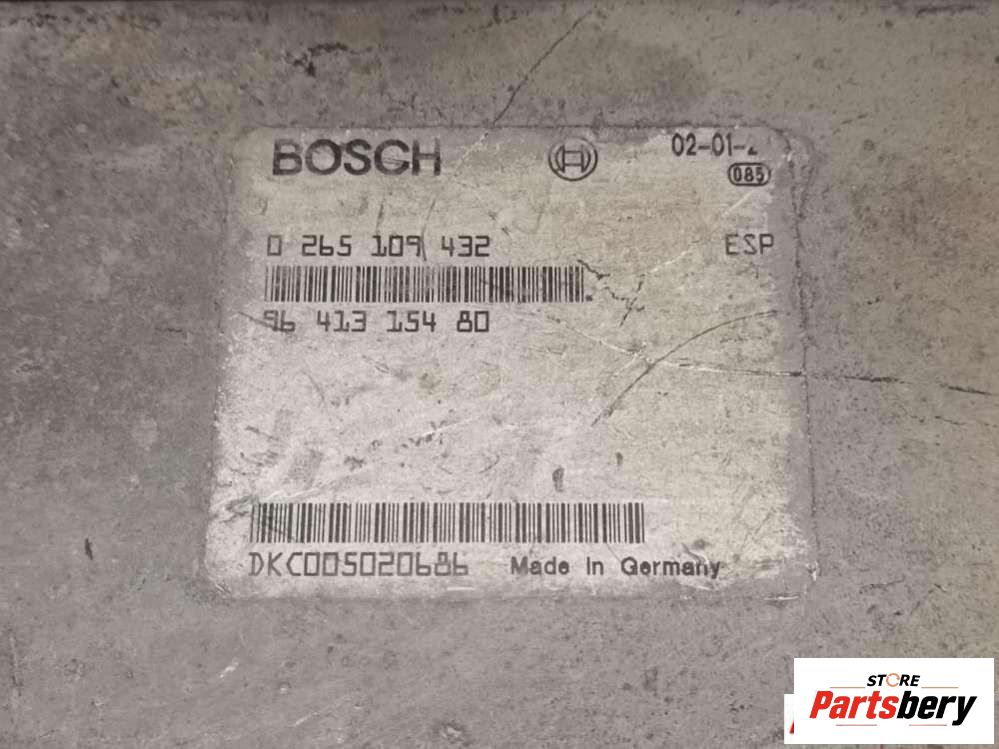 BOSCH
02-01-
085
0 265 109 432
ESP
96 413 154 80
DKC005020686 Made in Germany
STORE
Partsbery